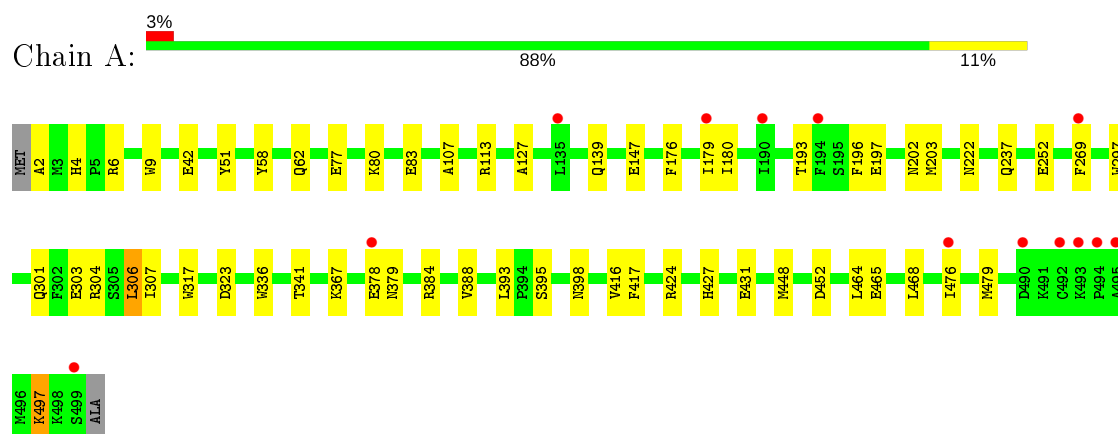 3%
Chain A:
88% 11%
MET A2 M3 H4 P5 R6 W9 E42 Y51 Y58 Q62 E77 K80 E83 A107 R113 A127 L135 Q139 E147 F176 I179 I180 I190 T193 F194 S195 F196 E197 N202 M203 N222 Q237 E252 F269 W297
Q301 F302 E303 R304 S305 L306 I307 W317 D323 W336 T341 K367 E378 N379 R384 V388 L393 P394 S395 N398 V416 F417 R424 H427 E431 M448 D452 L464 E465 L468 I476 M479 D490 K491 C492 K493 P494 A495
M496 K497 K498 S499 ALA